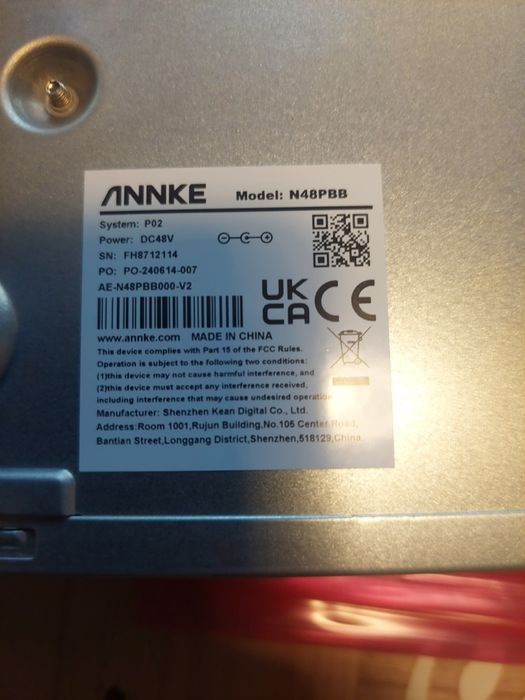 ANNKE
Model: N48PBB
System: P02
Power: DC48V
SN: FH8712114
PO: PO-240614-007
AE-N48PBB000-V2
UK
CA CE
www.annke.com MADE IN CHINA
This device complies with Part 15 of the FCC Rules.
Operation is subject to the following two conditions:
(1)this device may not cause harmful interference, and
(2)this device must accept any interference received,
including interference that may cause undesired operation
Manufacturer: Shenzhen Kean Digital Co., Ltd.
Address:Room 1001,Rujun Building,No.106 Center Road,
Bantian Street,Longgang District,Shenzhen,518129,China.